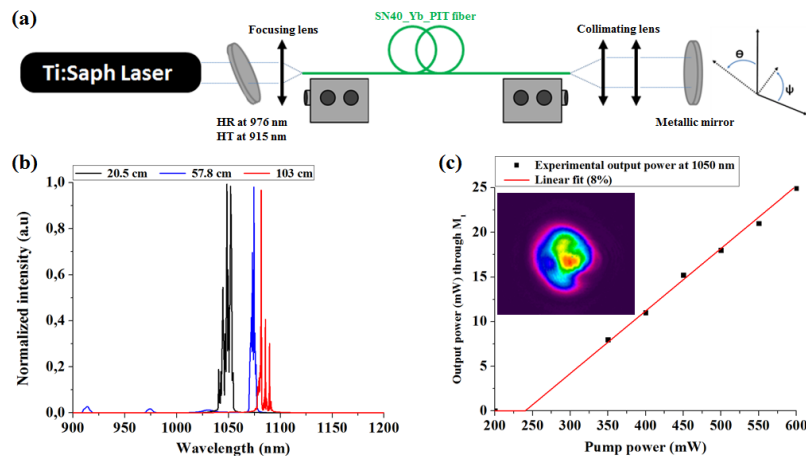 (a)
SN40_Yb_PIT fiber
Focusing lens
Collimating lens
Ti:Saph Laser
Θ
ψ
HR at 976 nm
HT at 915 nm
Metallic mirror
(b)
20.5 cm 57.8 cm 103 cm
Normalized intensity (a.u)
1,0
0,8
0,6
0,4
0,2
0,0
900 950 1000 1050 1100 1150 1200
Wavelength (nm)
(c)
Experimental output power at 1050 nm
Linear fit (8%)
Output power (mW) through M1
25
20
15
10
5
0
200 250 300 350 400 450 500 550 600
Pump power (mW)